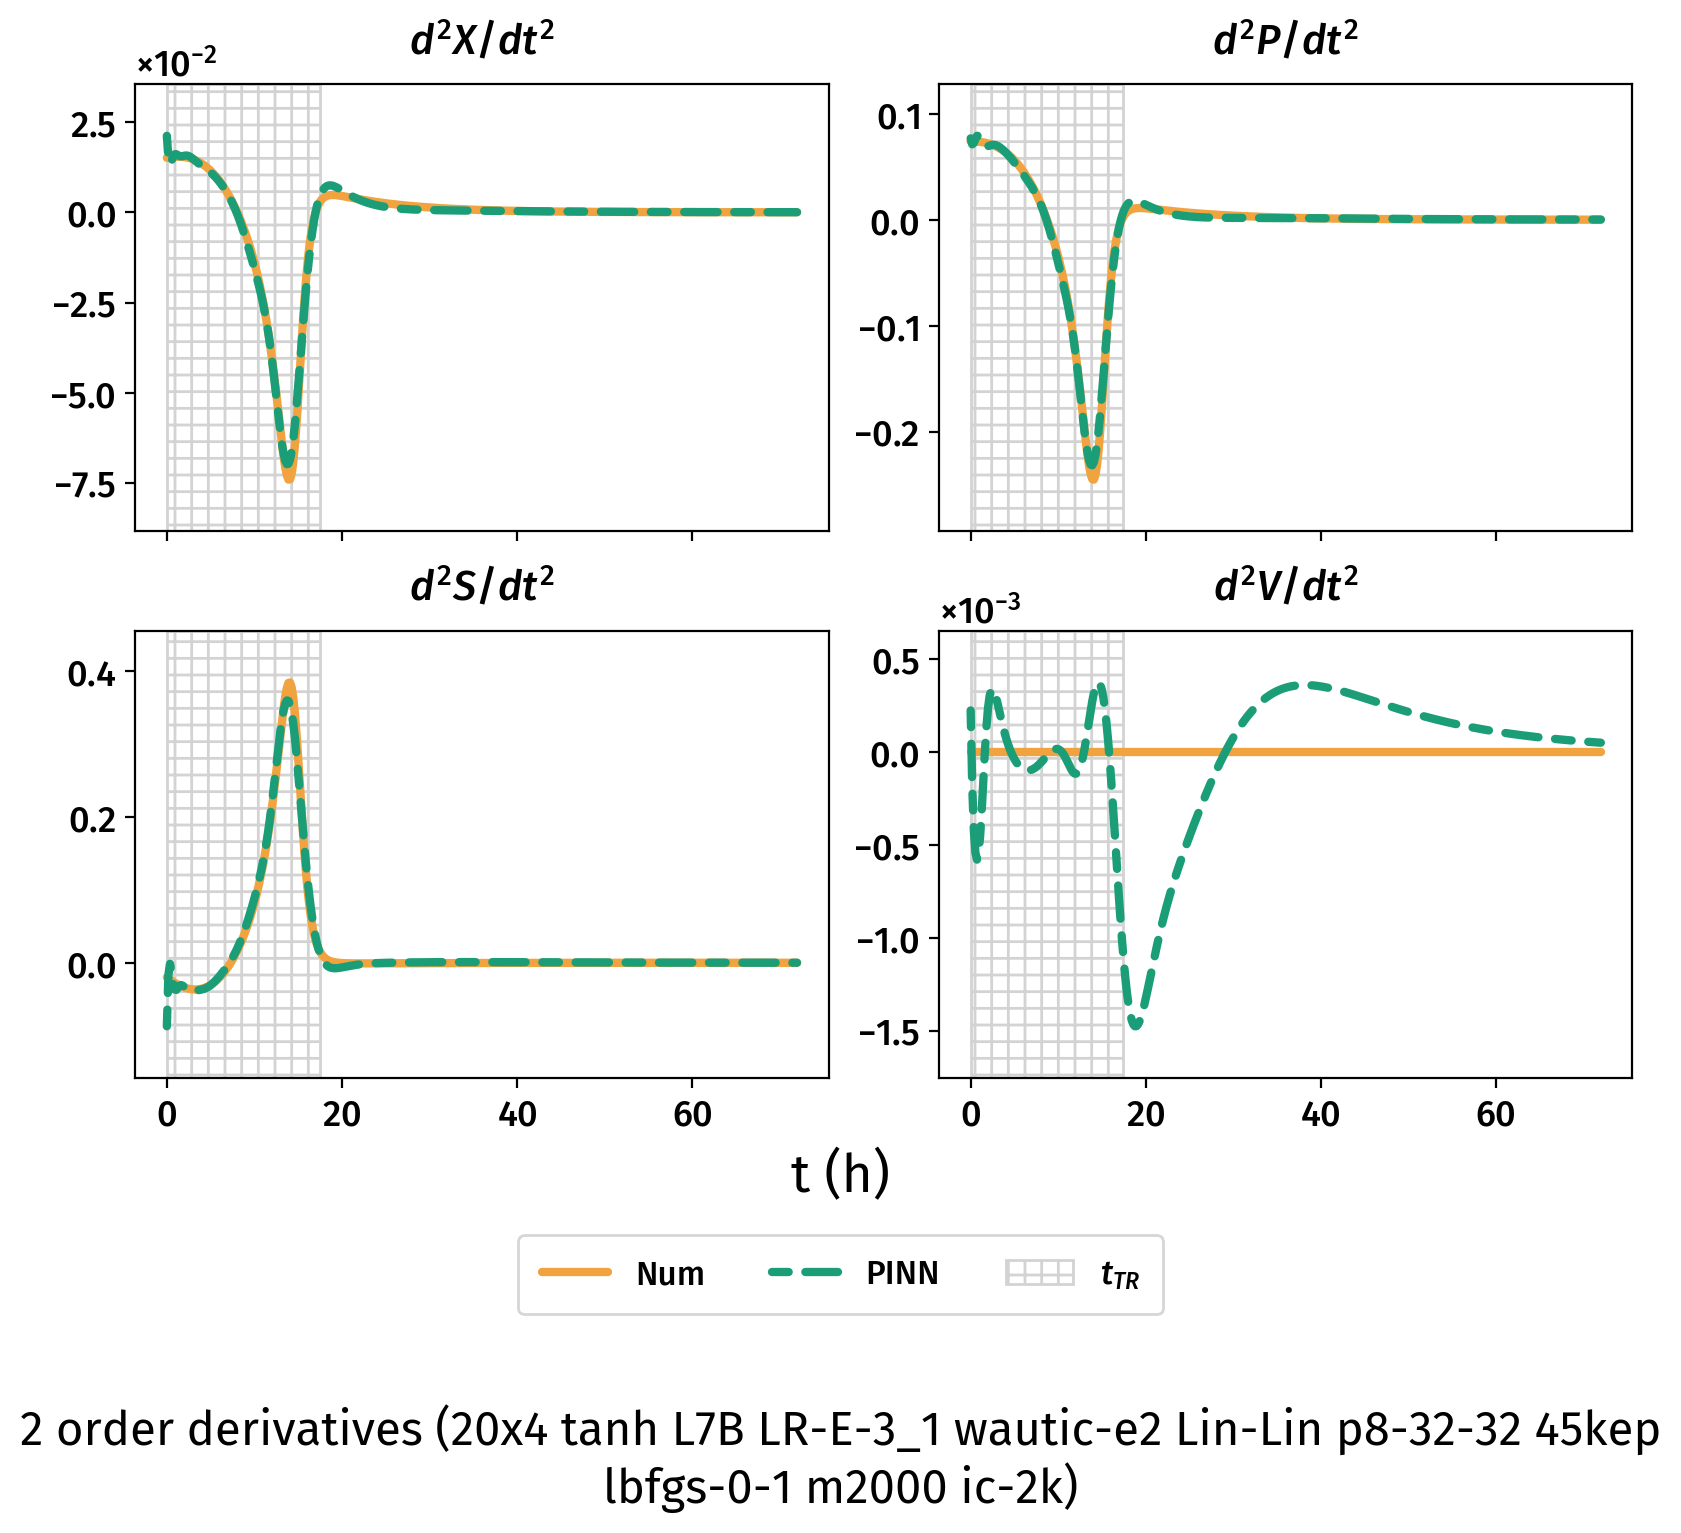 d²X/dt²
×10⁻²
2.5
0.0
−2.5
−5.0
−7.5
d²P/dt²
0.1
0.0
−0.1
−0.2
d²S/dt²
0.4
0.2
0.0
0 20 40 60
d²V/dt²
×10⁻³
0.5
0.0
−0.5
−1.0
−1.5
0 20 40 60
t (h)
Num PINN t_TR
2 order derivatives (20x4 tanh L7B LR-E-3_1 wautic-e2 Lin-Lin p8-32-32 45kep
lbfgs-0-1 m2000 ic-2k)